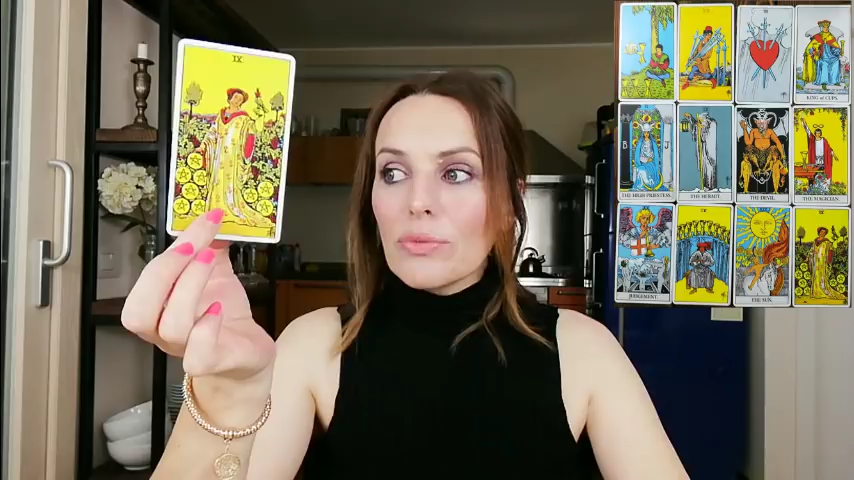 IX
KING of CUPS.
B J
THE HIGH PRIESTESS
THE HERMIT.
THE DEVIL.
THE MAGICIAN.
JUDGEMENT.
THE SUN.